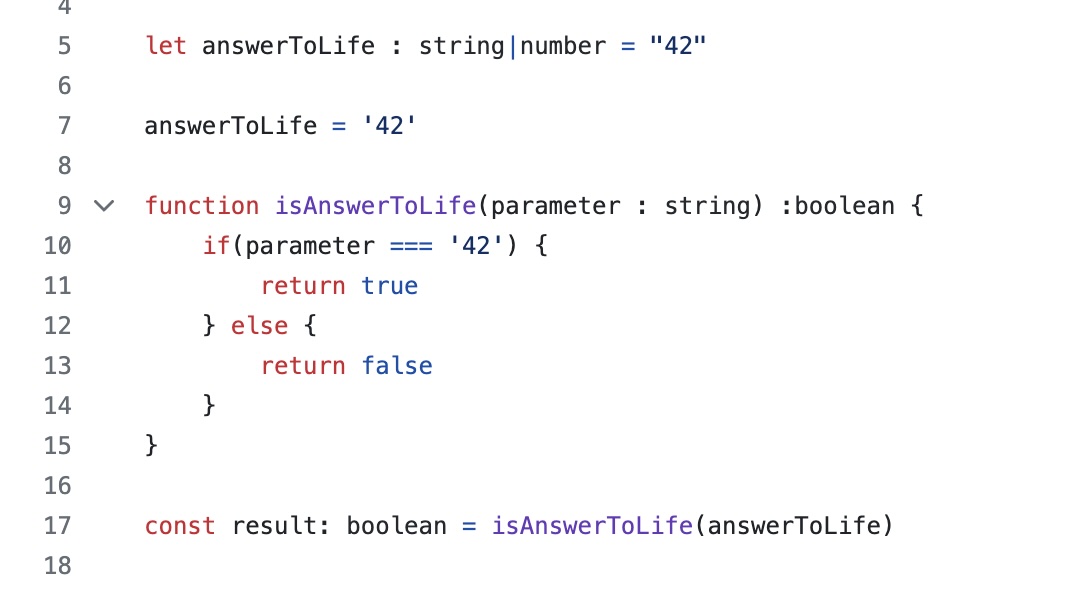 4
5 let answerToLife : string|number = "42"
6
7 answerToLife = '42'
8
9 function isAnswerToLife(parameter : string) :boolean {
10 if(parameter === '42') {
11 return true
12 } else {
13 return false
14 }
15 }
16
17 const result: boolean = isAnswerToLife(answerToLife)
18